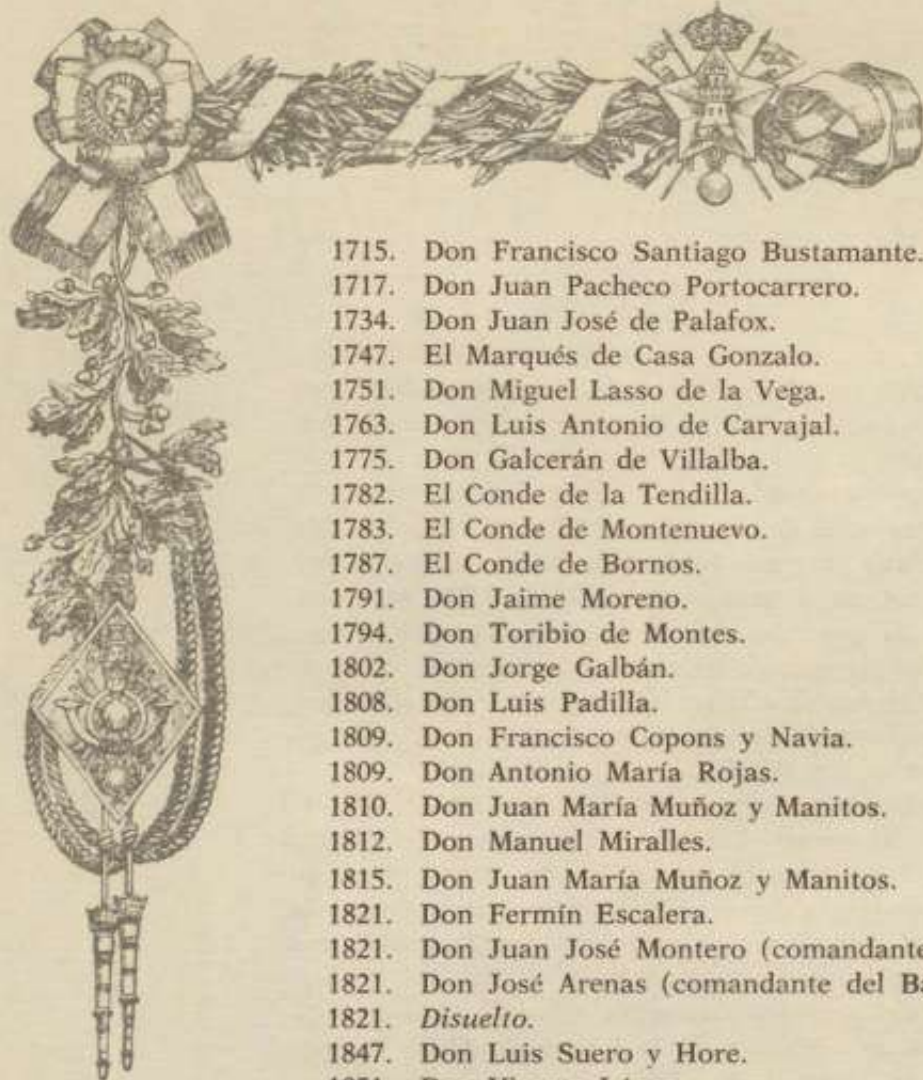 1715. Don Francisco Santiago Bustamante.
1717. Don Juan Pacheco Portocarrero.
1734. Don Juan José de Palafox.
1747. El Marqués de Casa Gonzalo.
1751. Don Miguel Lasso de la Vega.
1763. Don Luis Antonio de Carvajal.
1775. Don Galcerán de Villalba.
1782. El Conde de la Tendilla.
1783. El Conde de Montenuevo.
1787. El Conde de Bornos.
1791. Don Jaime Moreno.
1794. Don Toribio de Montes.
1802. Don Jorge Galbán.
1808. Don Luis Padilla.
1809. Don Francisco Copons y Navia.
1809. Don Antonio María Rojas.
1810. Don Juan María Muñoz y Manitos.
1812. Don Manuel Miralles.
1815. Don Juan María Muñoz y Manitos.
1821. Don Fermín Escalera.
1821. Don Juan José Montero (comandante
1821. Don José Arenas (comandante del
1821. Disuelto.
1847. Don Luis Suero y Hore.